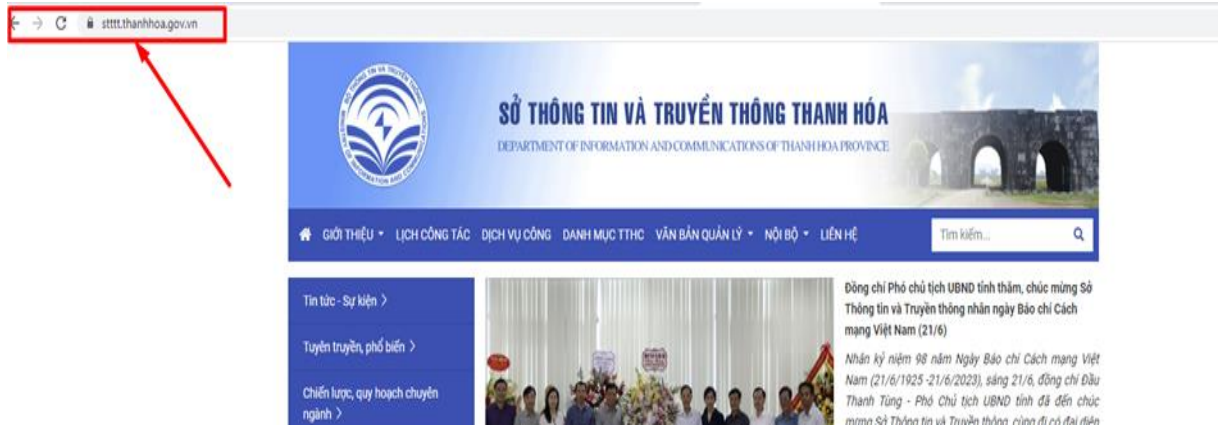 stttt.thanhhoa.gov.vn
SỞ THÔNG TIN VÀ TRUYỀN THÔNG THANH HÓA
DEPARTMENT OF INFORMATION AND COMMUNICATIONS OF THANH HOA PROVINCE
GIỚI THIỆU LỊCH CÔNG TÁC DỊCH VỤ CÔNG DANH MỤC TTHC VĂN BẢN QUẢN LÝ NỘI BỘ LIÊN HỆ Tìm kiếm...
Tin tức - Sự kiện >
Tuyên truyền, phổ biến >
Chiến lược, quy hoạch chuyên
ngành >
Đồng chí Phó chủ tịch UBND tỉnh thăm, chúc mừng Sở
Thông tin và Truyền thông nhân ngày Báo chí Cách
mạng Việt Nam (21/6)
Nhân kỷ niệm 98 năm Ngày Báo chí Cách mạng Việt
Nam (21/6/1925 -21/6/2023), sáng 21/6, đồng chí Đầu
Thanh Tùng - Phó Chủ tịch UBND tỉnh đã đến chúc
mừng Sở Thông tin và Truyền thông, cùng đi có đại diện